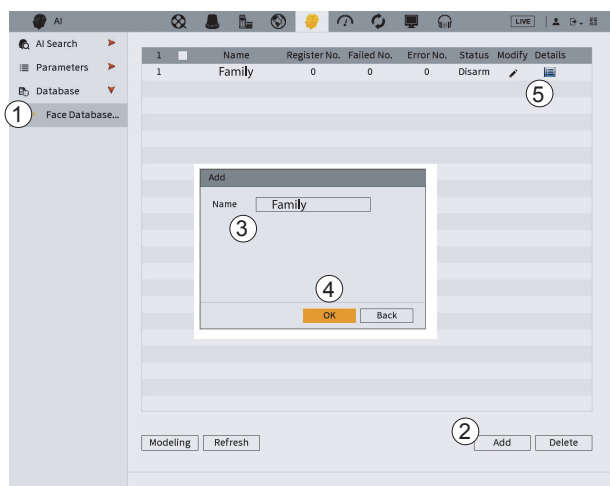 AI
LIVE
AI Search
Parameters
Database
1 Face Database...
1 Name Register No. Failed No. Error No. Status Modify Details
1 Family 0 0 0 Disarm
5
Add
Name Family
3
4
OK Back
2
Modeling Refresh Add Delete